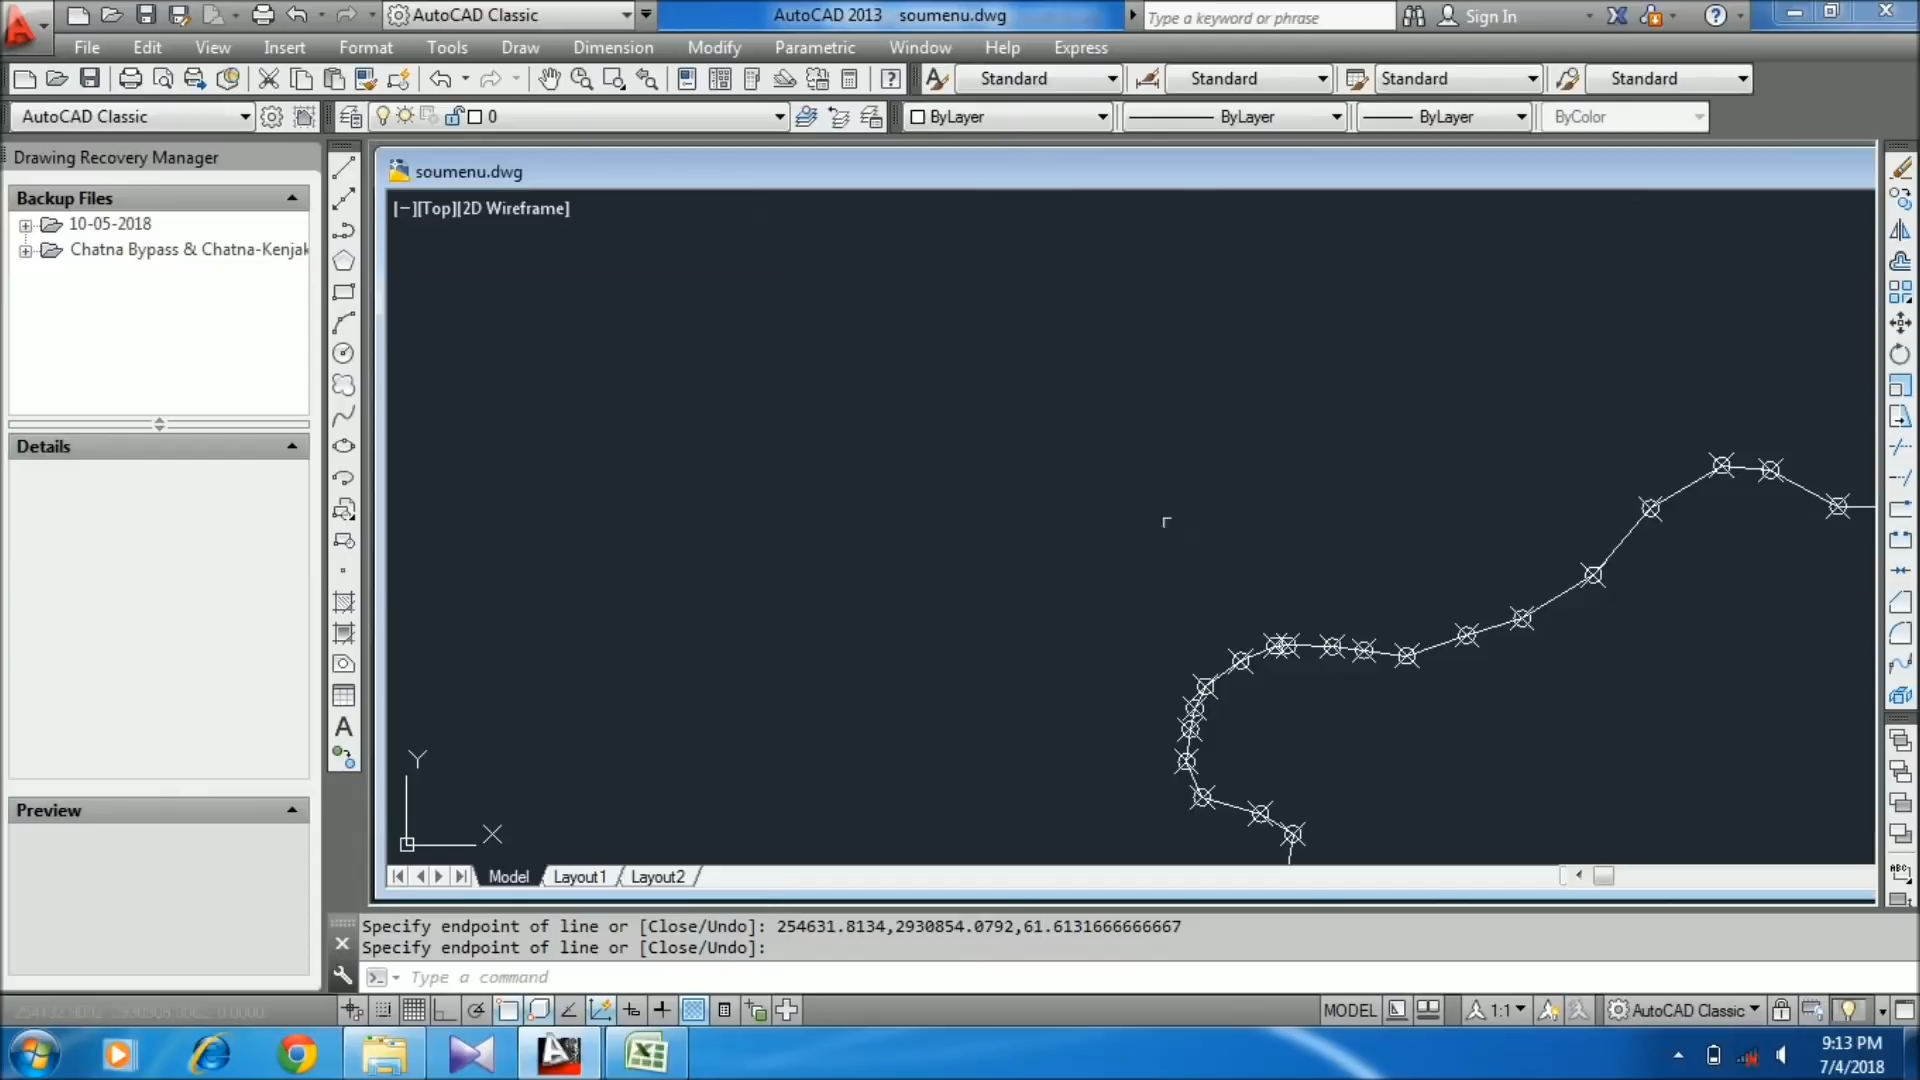 AutoCAD Classic
AutoCAD 2013 soumenu.dwg
Type a keyword or phrase
Sign In
File Edit View Insert Format Tools Draw Dimension Modify Parametric Window Help Express
Standard Standard Standard Standard
AutoCAD Classic
0
ByLayer ByLayer ByLayer ByColor
Drawing Recovery Manager
Backup Files
10-05-2018
Chatna Bypass & Chatna-Kenjak
Details
Preview
soumenu.dwg
[−][Top][2D Wireframe]
Y
X
A
ABC
Model Layout1 Layout2
Specify endpoint of line or [Close/Undo]: 254631.8134,2930854.0792,61.6131666666667
Specify endpoint of line or [Close/Undo]:
Type a command
MODEL
1:1
AutoCAD Classic
9:13 PM
7/4/2018